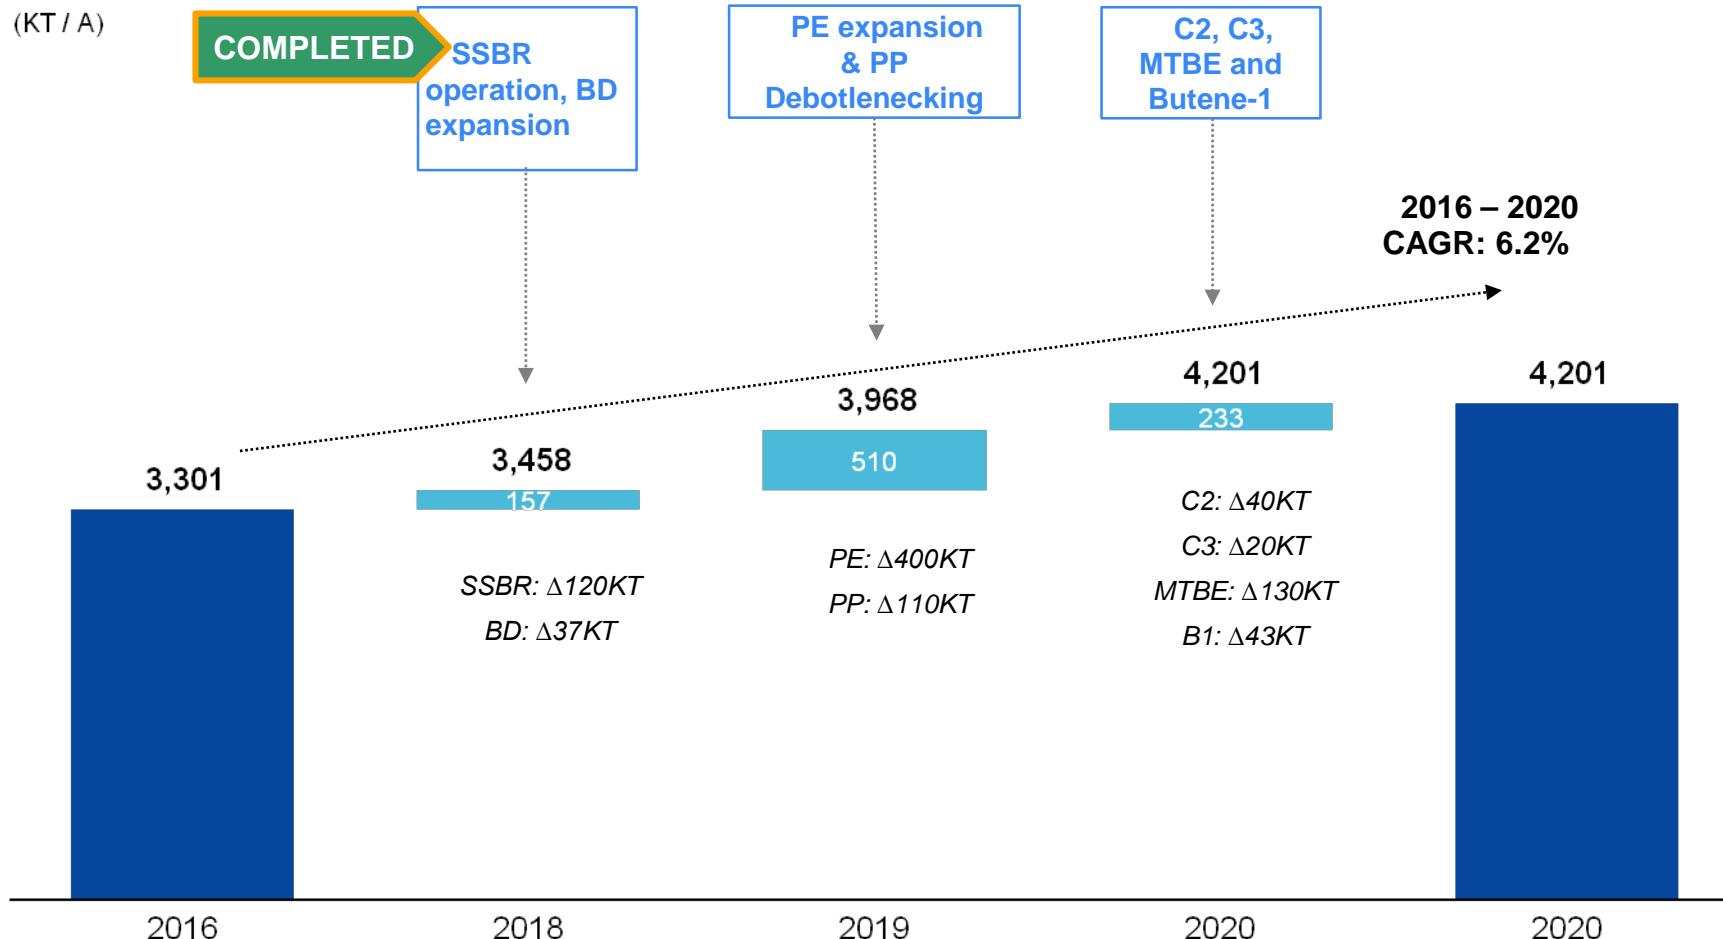 (KT / A)
COMPLETED
SSBR
operation, BD
expansion
PE expansion
& PP
Debotlenecking
C2, C3,
MTBE and
Butene-1
2016 – 2020
CAGR: 6.2%
3,301
3,458
157
SSBR: Δ120KT
BD: Δ37KT
3,968
510
PE: Δ400KT
PP: Δ110KT
4,201
233
C2: Δ40KT
C3: Δ20KT
MTBE: Δ130KT
B1: Δ43KT
4,201
2016
2018
2019
2020
2020